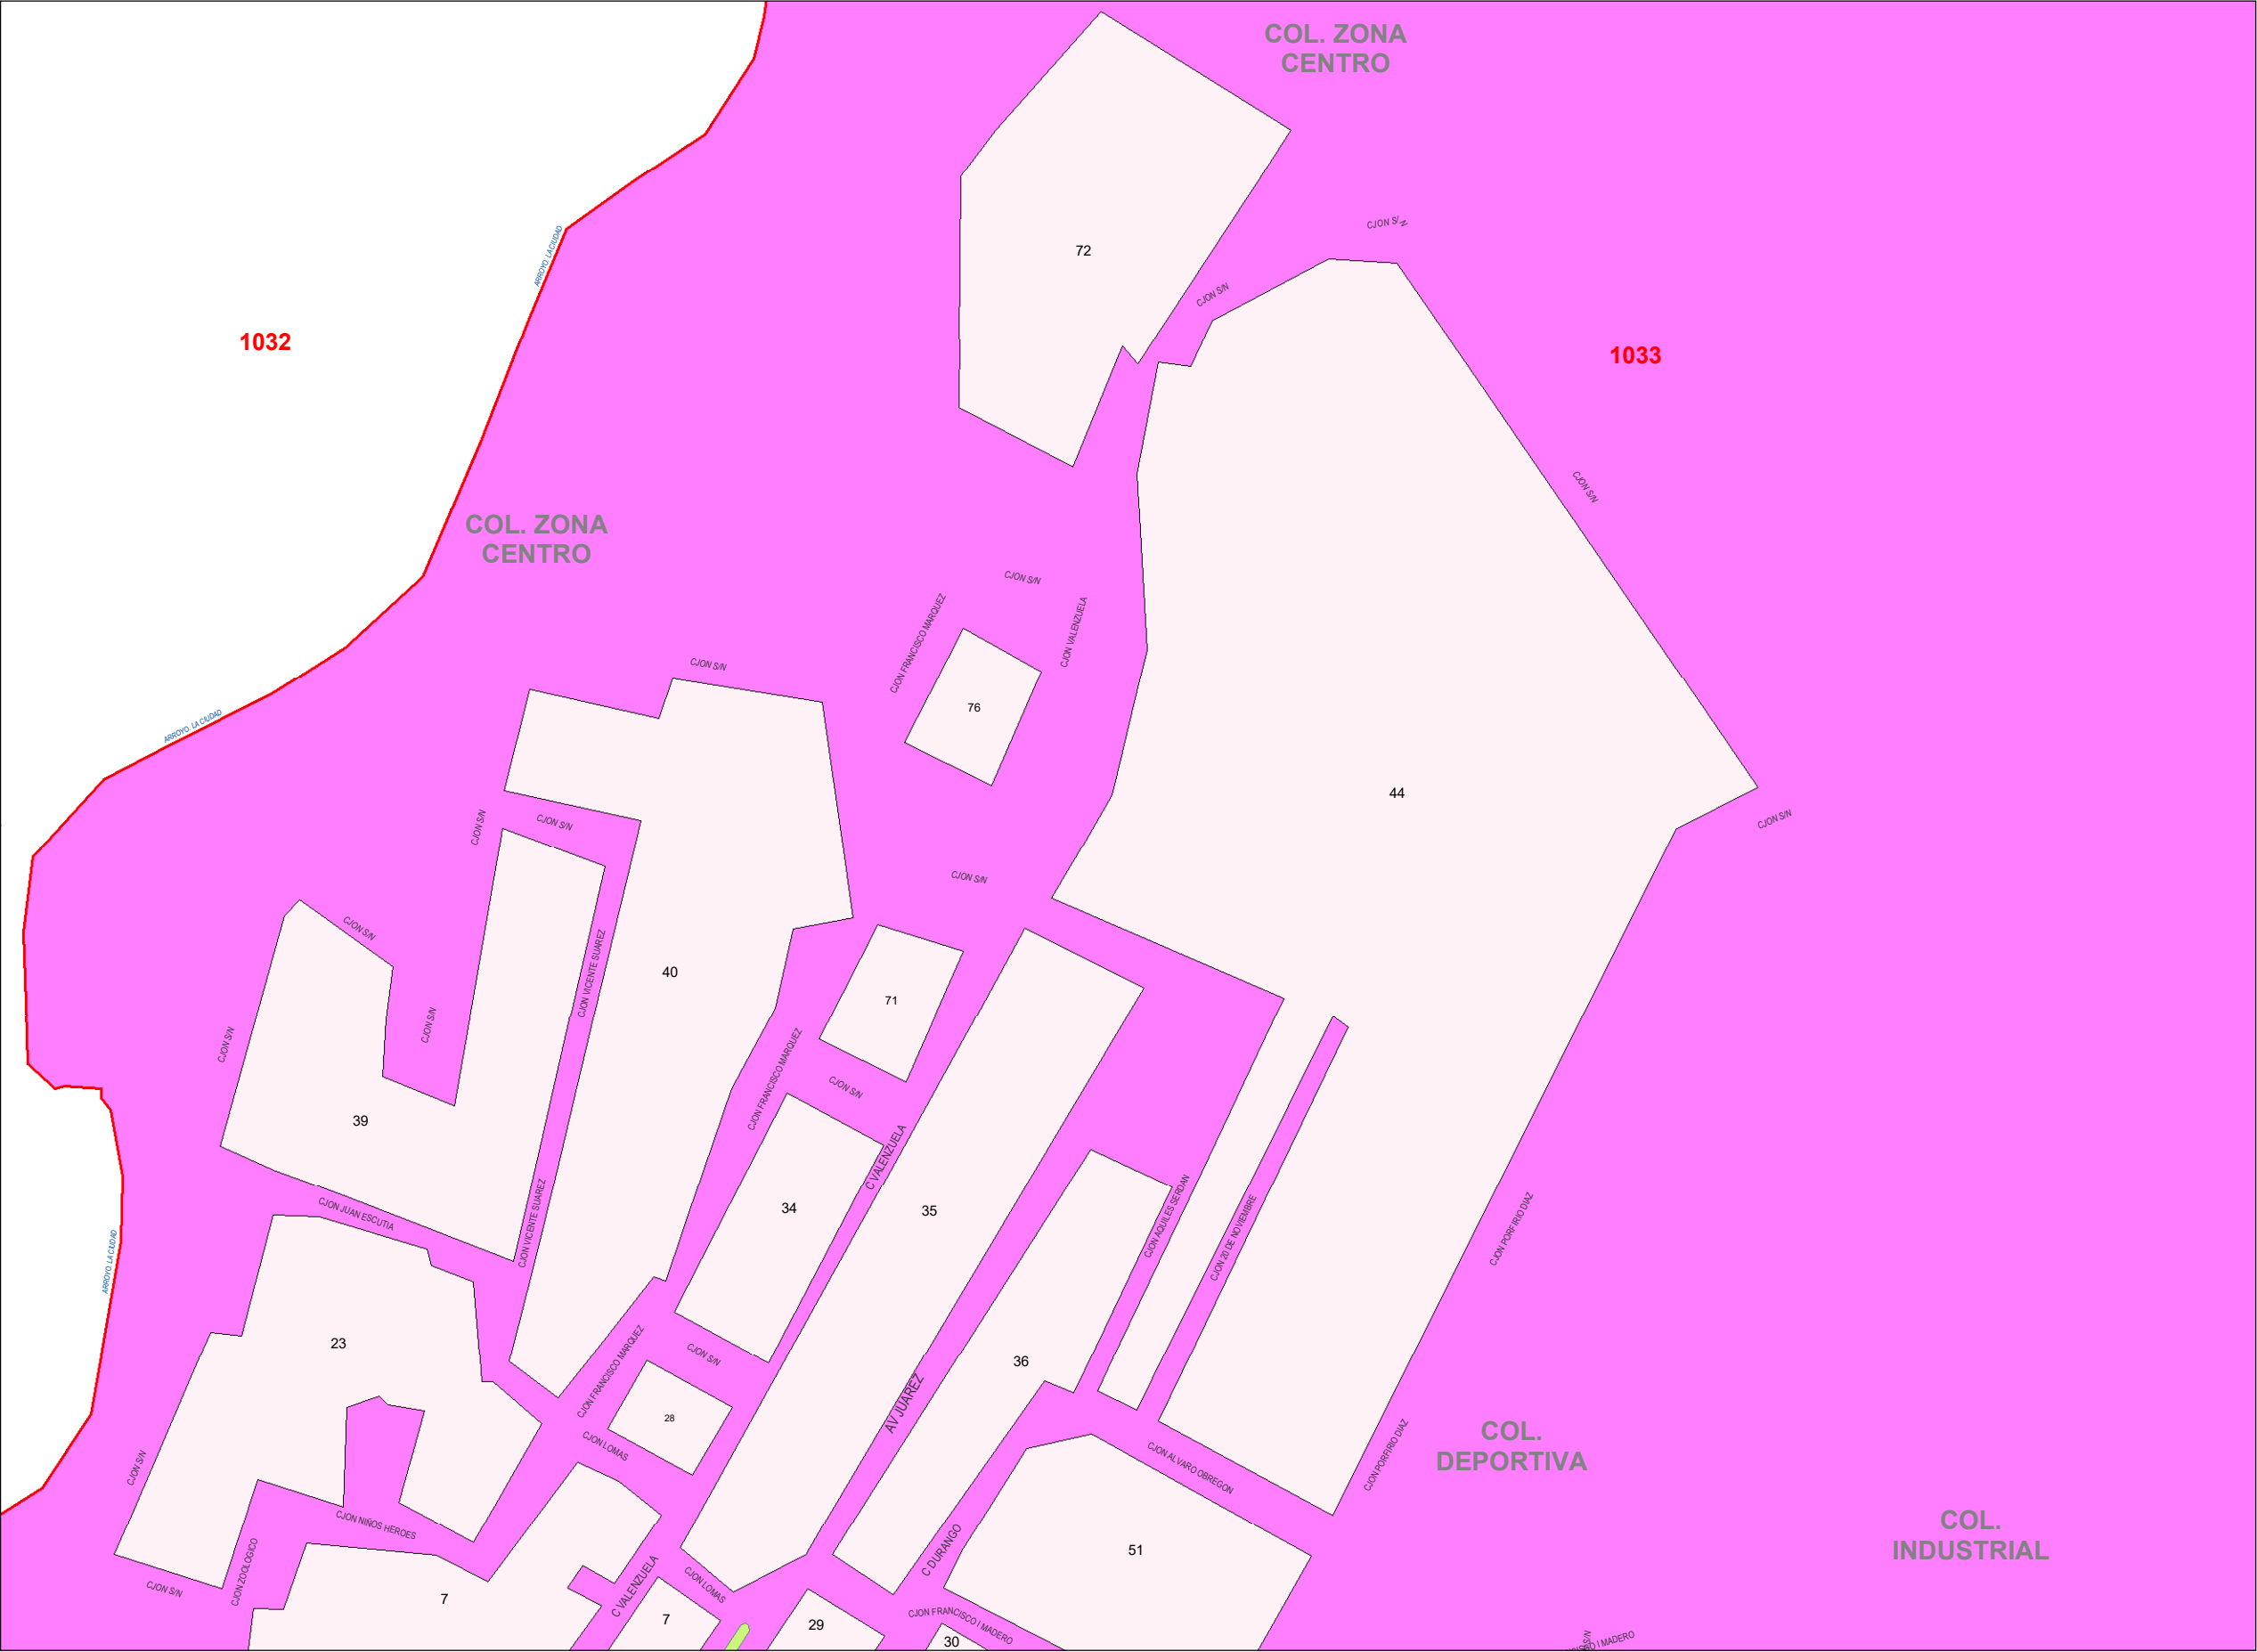 COL. ZONA
CENTRO
CJON S/N
72
ARROYO LA CIUDAD
CJON S/N
1032
1033
CJON S/N
COL. ZONA
CENTRO
CJON S/N
CJON FRANCISCO MARQUEZ
CJON VALENZUELA
CJON S/N
76
ARROYO LA CIUDAD
44
CJON S/N
CJON S/N
CJON S/N
CJON S/N
CJON S/N
CJON VICENTE SUAREZ
40
71
CJON S/N
CJON S/N
CJON FRANCISCO MARQUEZ
CJON S/N
39
C VALENZUELA
34
35
CJON JUAN ESCUTIA
CJON VICENTE SUAREZ
CJON AQUILES SERDAN
CJON 20 DE NOVIEMBRE
CJON PORFIRIO DIAZ
ARROYO LA CIUDAD
23
CJON S/N
36
CJON FRANCISCO MARQUEZ
AV JUAREZ
28
CJON LOMAS
COL.
DEPORTIVA
CJON PORFIRIO DIAZ
CJON ALVARO OBREGON
CJON S/N
CJON NIÑOS HEROES
COL.
INDUSTRIAL
C DURANGO
51
CJON ZOOLOGICO
CJON S/N
C VALENZUELA
CJON LOMAS
7
7
29
CJON FRANCISCO I MADERO
30
S/N
I MADERO